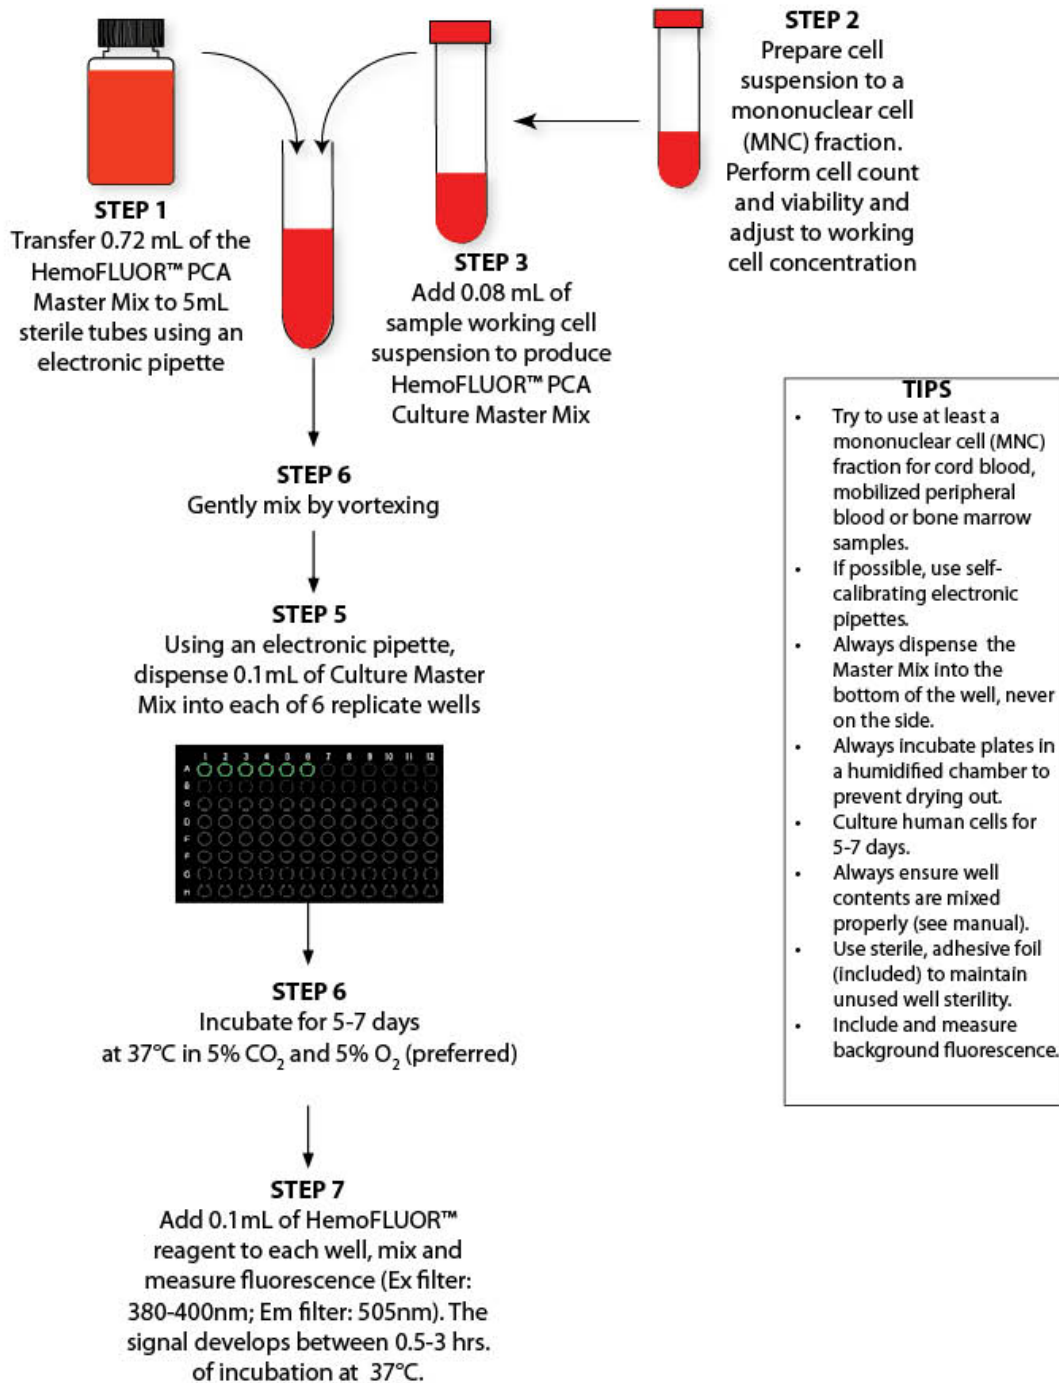 STEP 1
Transfer 0.72 mL of the
HemoFLUOR™ PCA
Master Mix to 5mL
sterile tubes using an
electronic pipette
STEP 2
Prepare cell
suspension to a
mononuclear cell
(MNC) fraction.
Perform cell count
and viability and
adjust to working
cell concentration
STEP 3
Add 0.08 mL of
sample working cell
suspension to produce
HemoFLUOR™ PCA
Culture Master Mix
STEP 6
Gently mix by vortexing
STEP 5
Using an electronic pipette,
dispense 0.1mL of Culture Master
Mix into each of 6 replicate wells
1 2 3 4 5 6 7 8 9 10 11 12
A
B
C
D
E
F
G
H
STEP 6
Incubate for 5-7 days
at 37°C in 5% CO₂ and 5% O₂ (preferred)
STEP 7
Add 0.1mL of HemoFLUOR™
reagent to each well, mix and
measure fluorescence (Ex filter:
380-400nm; Em filter: 505nm). The
signal develops between 0.5-3 hrs.
of incubation at 37°C.
TIPS
• Try to use at least a
mononuclear cell (MNC)
fraction for cord blood,
mobilized peripheral
blood or bone marrow
samples.
• If possible, use self-
calibrating electronic
pipettes.
• Always dispense the
Master Mix into the
bottom of the well, never
on the side.
• Always incubate plates in
a humidified chamber to
prevent drying out.
• Culture human cells for
5-7 days.
• Always ensure well
contents are mixed
properly (see manual).
• Use sterile, adhesive foil
(included) to maintain
unused well sterility.
• Include and measure
background fluorescence.